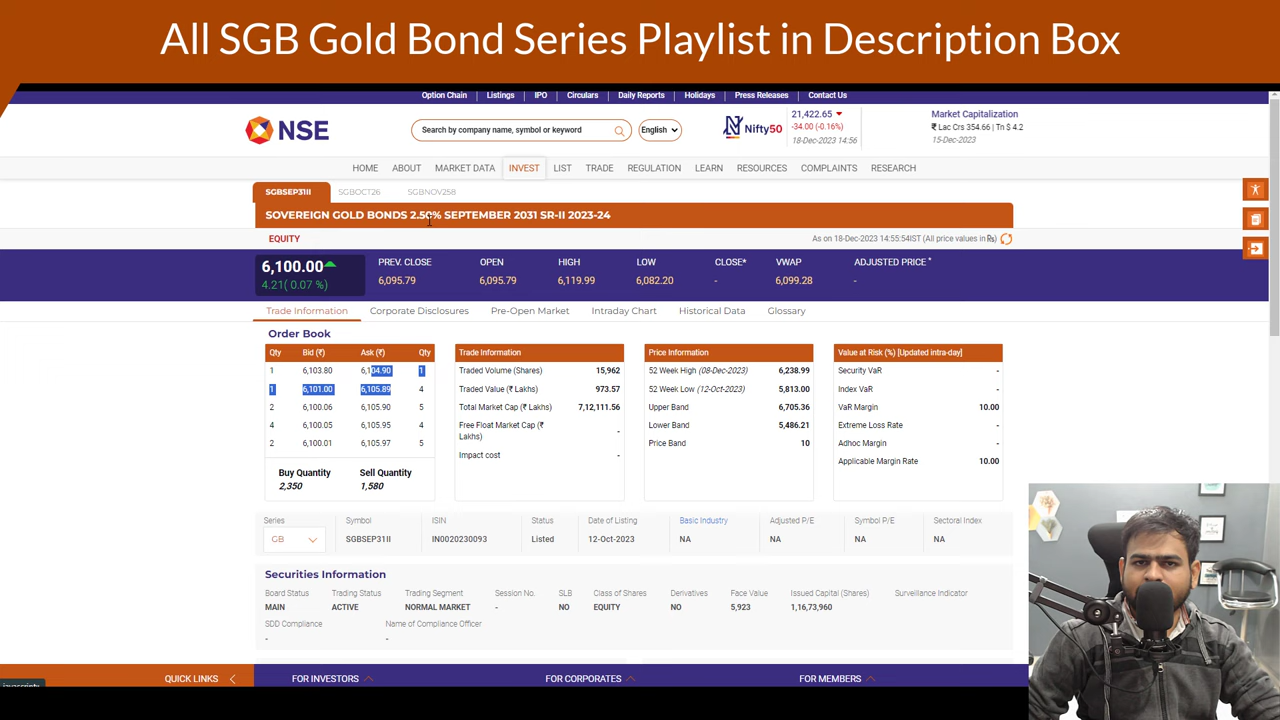 All SGB Gold Bond Series Playlist in Description Box
Option Chain Listings IPO Circulars Daily Reports Holidays Press Releases Contact Us
NSE
Search by company name, symbol or keyword
English
Nifty50
21,422.65
-34.00 (-0.16%)
18-Dec-2023 14:56
Market Capitalization
₹ Lac Crs 354.66 | Tn $ 4.2
15-Dec-2023
HOME ABOUT MARKET DATA INVEST LIST TRADE REGULATION LEARN RESOURCES COMPLAINTS RESEARCH
SGBSEP31II SGBOCT26 SGBNOV258
SOVEREIGN GOLD BONDS 2.50% SEPTEMBER 2031 SR-II 2023-24
EQUITY
As on 18-Dec-2023 14:55:54IST (All price values in ₹)
6,100.00
4.21( 0.07 %)
PREV. CLOSE OPEN HIGH LOW CLOSE* VWAP ADJUSTED PRICE *
6,095.79 6,095.79 6,119.99 6,082.20 - 6,099.28 -
Trade Information Corporate Disclosures Pre-Open Market Intraday Chart Historical Data Glossary
Order Book
Qty Bid (₹) Ask (₹) Qty
1 6,103.80 6,104.90 1
1 6,101.00 6,105.89 4
2 6,100.06 6,105.90 5
4 6,100.05 6,105.95 4
2 6,100.01 6,105.97 5
Buy Quantity Sell Quantity
2,350 1,580
Trade Information
Traded Volume (Shares) 15,962
Traded Value (₹ Lakhs) 973.57
Total Market Cap (₹ Lakhs) 7,12,111.56
Free Float Market Cap (₹
Lakhs) -
Impact cost -
Price Information
52 Week High (08-Dec-2023) 6,238.99
52 Week Low (12-Oct-2023) 5,813.00
Upper Band 6,705.36
Lower Band 5,486.21
Price Band 10
Value at Risk (%) [Updated intra-day]
Security VaR -
Index VaR -
VaR Margin 10.00
Extreme Loss Rate -
Adhoc Margin -
Applicable Margin Rate 10.00
Series Symbol ISIN Status Date of Listing Basic Industry Adjusted P/E Symbol P/E Sectoral Index
GB SGBSEP31II IN0020230093 Listed 12-Oct-2023 NA NA NA NA
Securities Information
Board Status Trading Status Trading Segment Session No. SLB Class of Shares Derivatives Face Value Issued Capital (Shares) Surveillance Indicator
MAIN ACTIVE NORMAL MARKET - NO EQUITY NO 5,923 1,16,73,960
SDD Compliance Name of Compliance Officer
- -
QUICK LINKS FOR INVESTORS FOR CORPORATES FOR MEMBERS